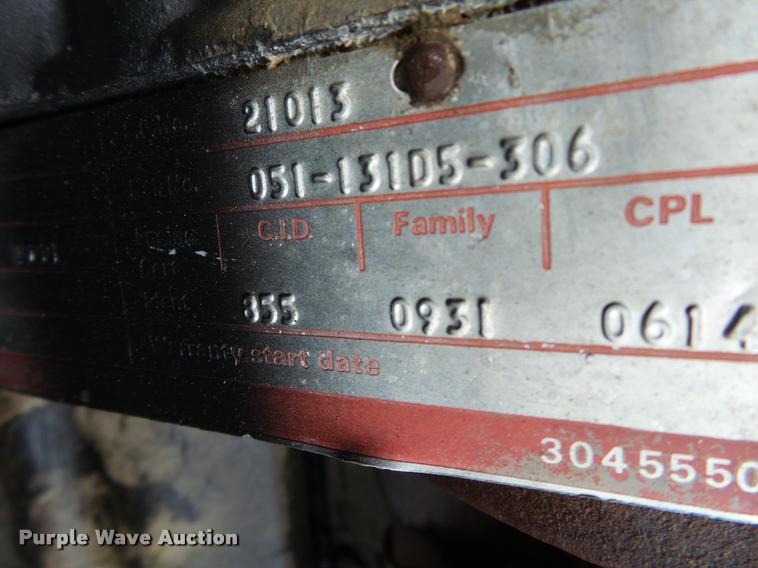 21013
051-131D5-306
C.I.D. Family CPL
855 0931 0614
Warranty start date
3045550
Purple Wave Auction